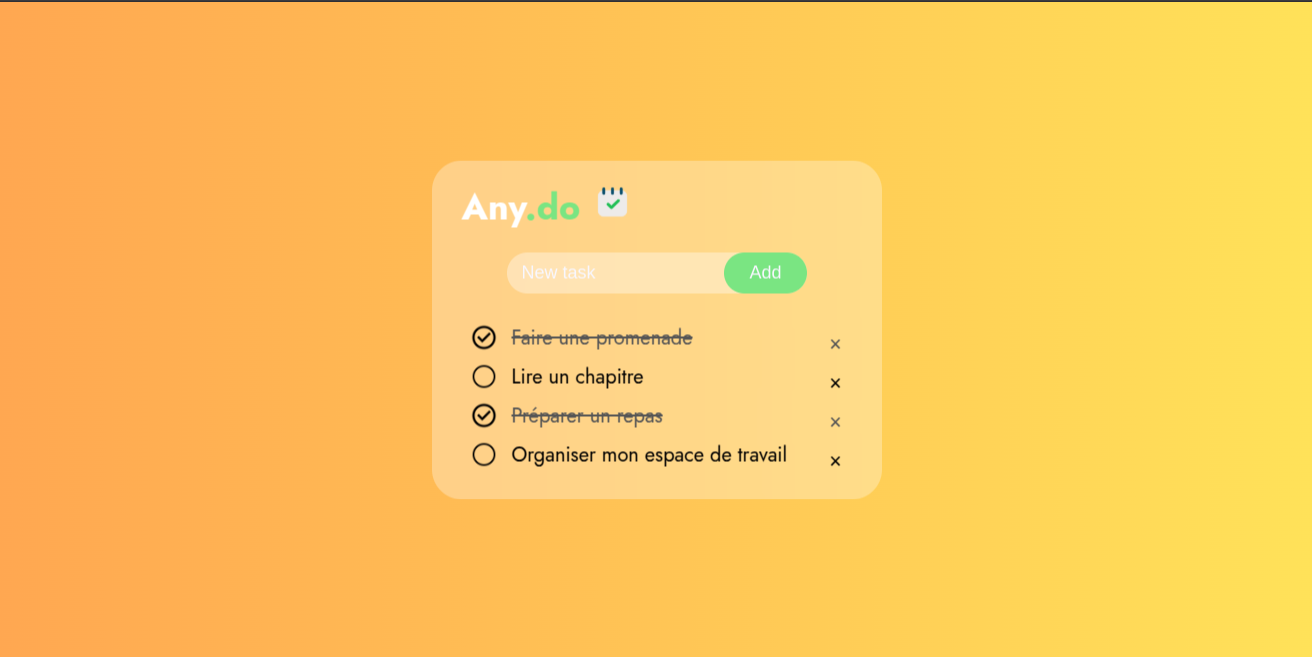 Any.do
New task Add
Faire une promenade ×
Lire un chapitre ×
Préparer un repas ×
Organiser mon espace de travail ×